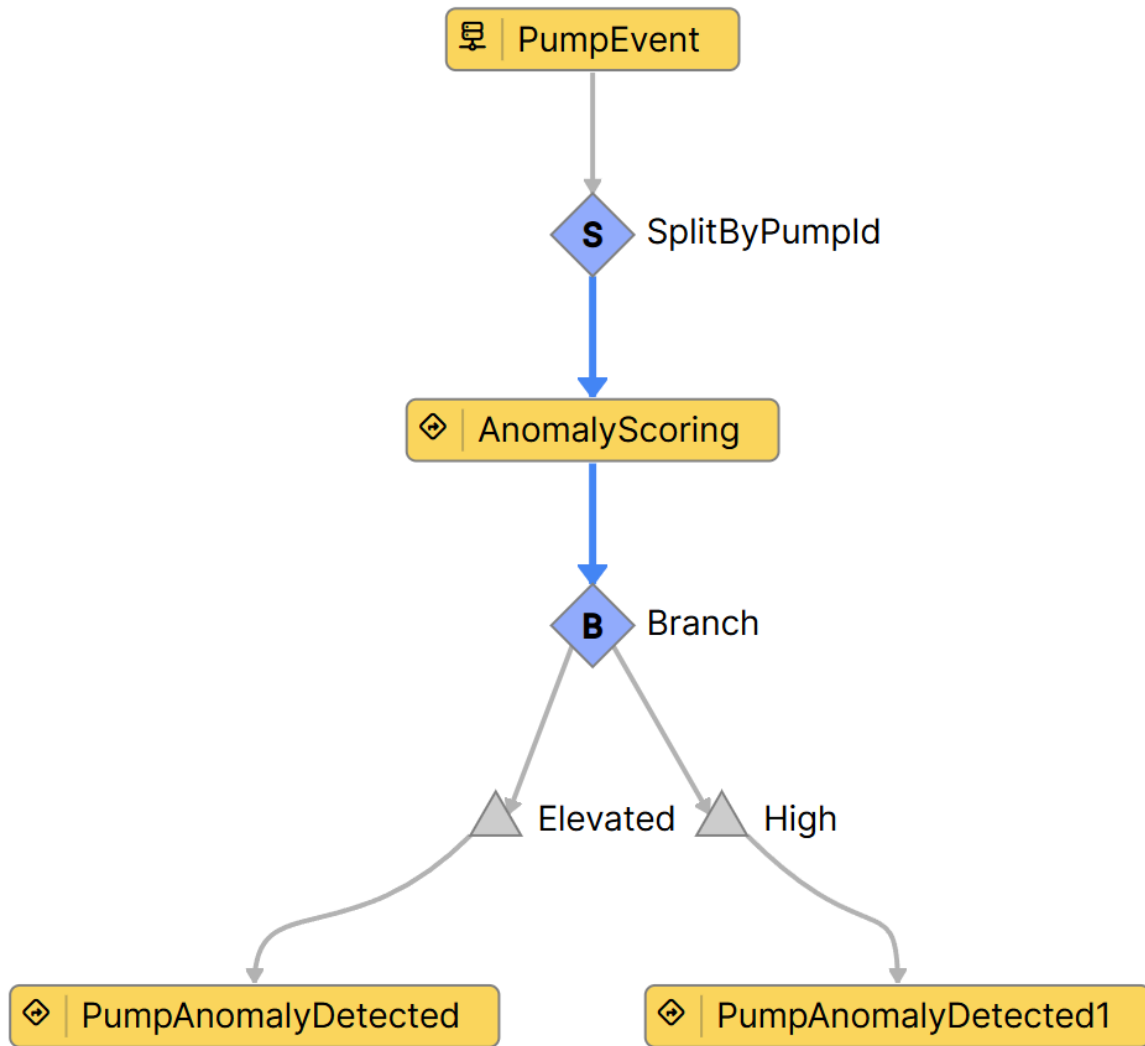 PumpEvent
S SplitByPumpId
AnomalyScoring
B Branch
Elevated High
PumpAnomalyDetected PumpAnomalyDetected1